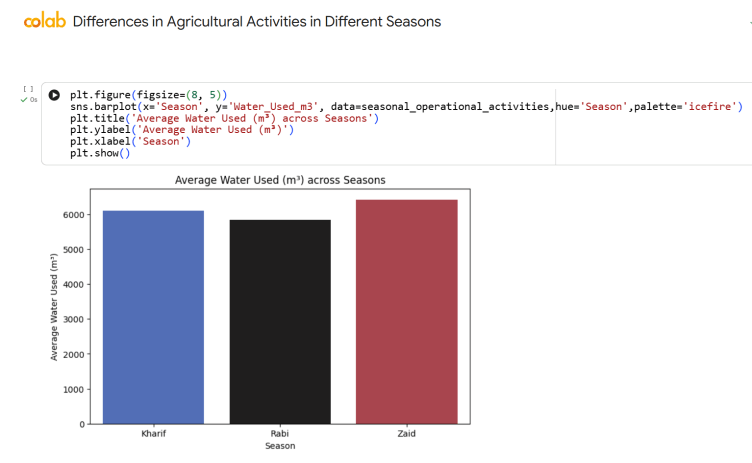 colab Differences in Agricultural Activities in Different Seasons
[ ]
0s
plt.figure(figsize=(8, 5))
sns.barplot(x='Season', y='Water_Used_m3', data=seasonal_operational_activities,hue='Season',palette='icefire')
plt.title('Average Water Used (m³) across Seasons')
plt.ylabel('Average Water Used (m³)')
plt.xlabel('Season')
plt.show()
Average Water Used (m³) across Seasons
Average Water Used (m³)
6000
5000
4000
3000
2000
1000
0
Kharif Rabi Zaid
Season